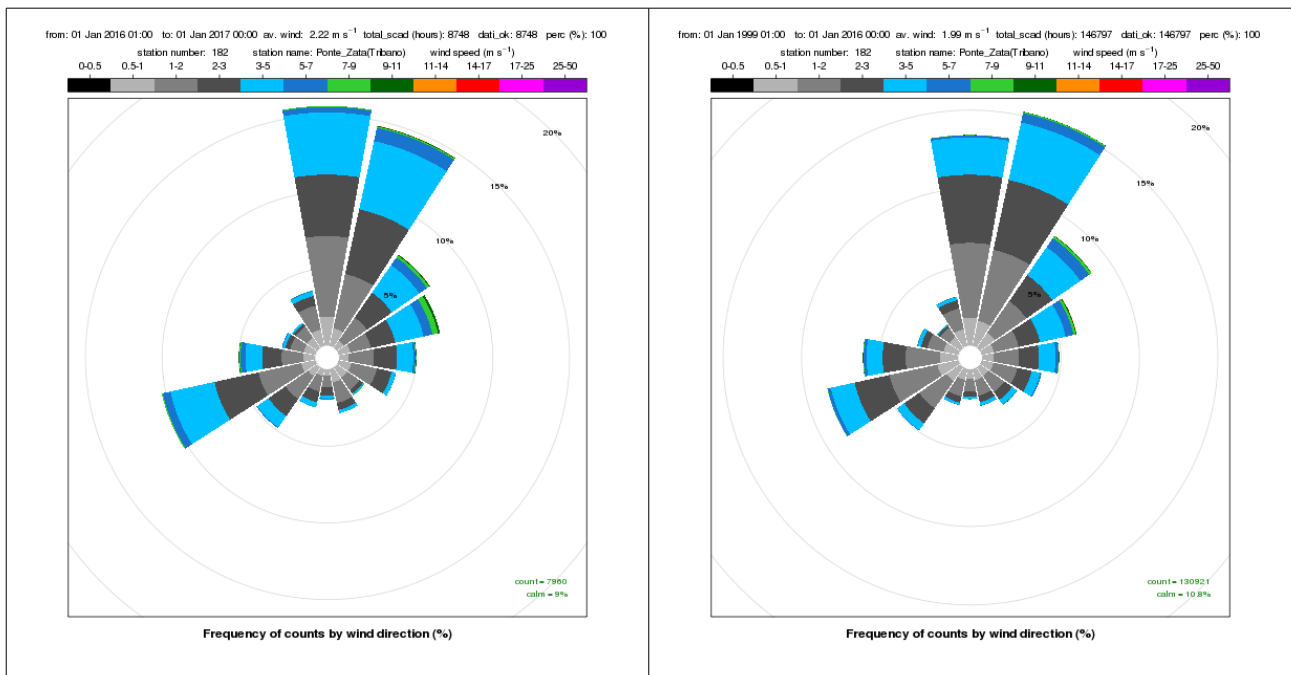 from: 01 Jan 2016 01:00 to: 01 Jan 2017 00:00 av. wind: 2.22 m s⁻¹ total_scad (hours): 8748 dati_ok: 8748 perc (%): 100
station number: 182 station name: Ponte_Zata(Tribano) wind speed (m s⁻¹)
0-0.5 0.5-1 1-2 2-3 3-5 5-7 7-9 9-11 11-14 14-17 17-25 25-50
20%
15%
10%
5%
count = 7960
calm = 9%
Frequency of counts by wind direction (%)
from: 01 Jan 1999 01:00 to: 01 Jan 2016 00:00 av. wind: 1.99 m s⁻¹ total_scad (hours): 146797 dati_ok: 146797 perc (%): 100
station number: 182 station name: Ponte_Zata(Tribano) wind speed (m s⁻¹)
0-0.5 0.5-1 1-2 2-3 3-5 5-7 7-9 9-11 11-14 14-17 17-25 25-50
20%
15%
10%
5%
count = 130921
calm = 10.8%
Frequency of counts by wind direction (%)